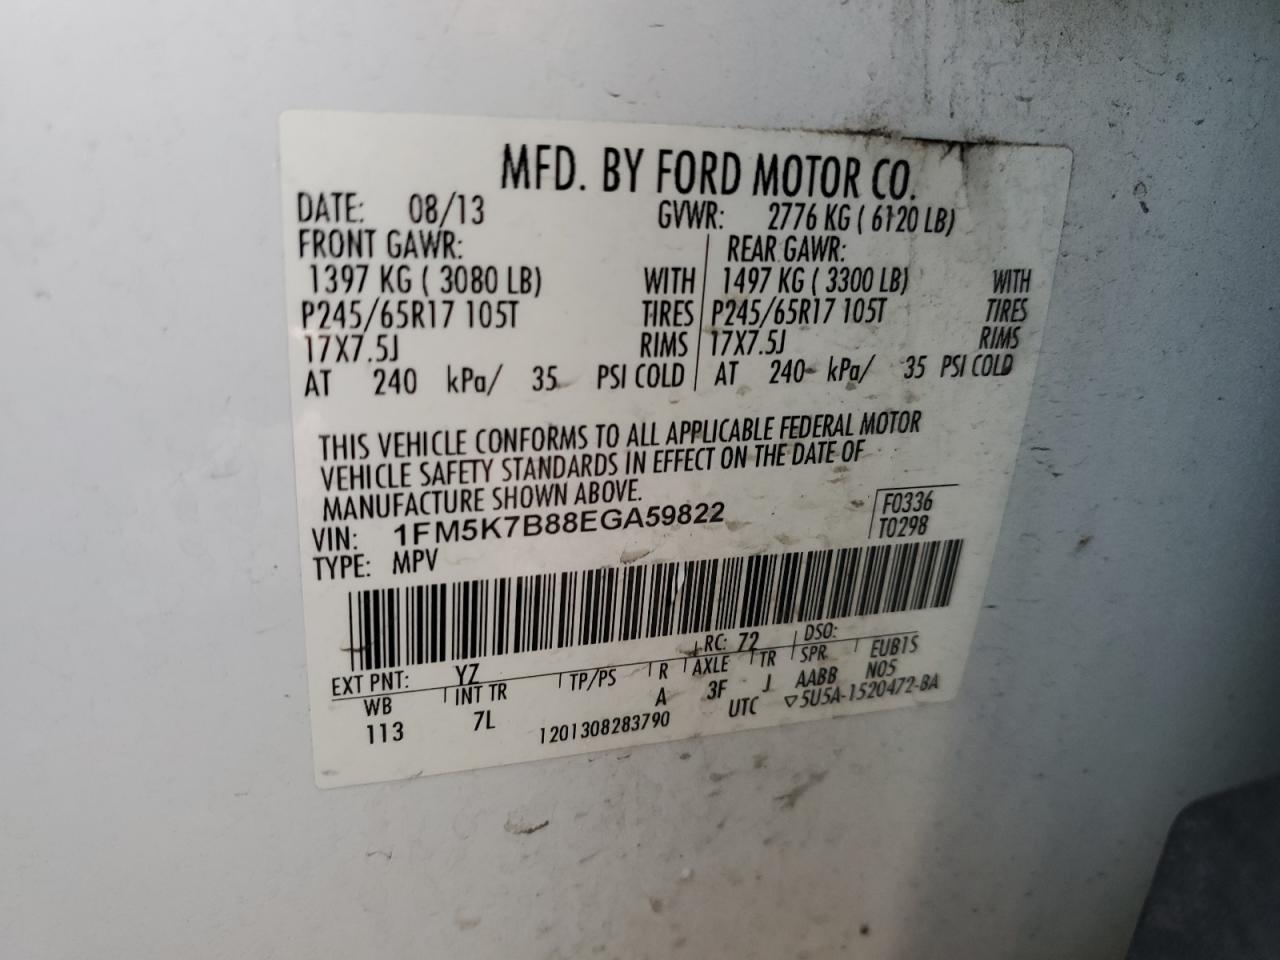 MFD. BY FORD MOTOR CO.
DATE: 08/13 GVWR: 2776 KG ( 6120 LB)
FRONT GAWR: REAR GAWR:
1397 KG ( 3080 LB) WITH 1497 KG ( 3300 LB) WITH
P245/65R17 105T TIRES P245/65R17 105T TIRES
17X7.5J RIMS 17X7.5J RIMS
AT 240 kPa/ 35 PSI COLD AT 240 kPa/ 35 PSI COLD
THIS VEHICLE CONFORMS TO ALL APPLICABLE FEDERAL MOTOR
VEHICLE SAFETY STANDARDS IN EFFECT ON THE DATE OF
MANUFACTURE SHOWN ABOVE.
VIN: 1FM5K7B88EGA59822 F0336
TYPE: MPV T0298
EXT PNT: YZ RC: 72 DSO:
WB INT TR TP/PS R AXLE TR SPR EUB1S
113 7L A 3F J AABB N05
1201308283790 UTC ▽5U5A-1520472-BA